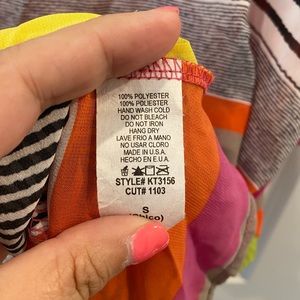 100% POLYESTER
100% POLIESTER
HAND WASH COLD
DO NOT BLEACH
DO NOT IRON
HANG DRY
LAVE FRIO A MANO
NO USAR CLORO
MADE IN U.S.A.
HECHO EN E.U.A.
STYLE# KT3156
CUT# 1103
S
(Chico)